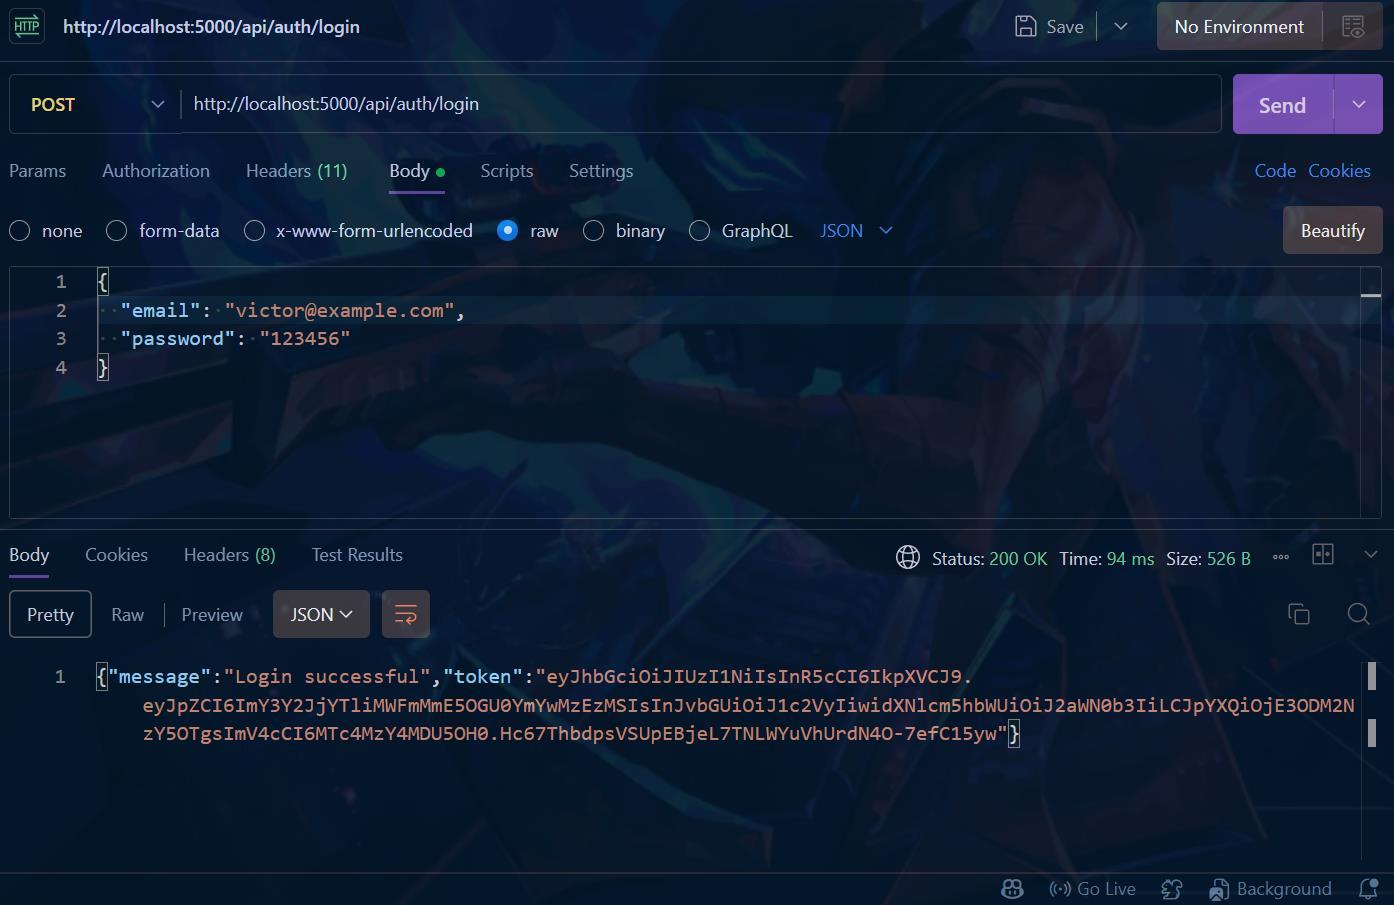 HTTP http://localhost:5000/api/auth/login Save No Environment
POST http://localhost:5000/api/auth/login Send
Params Authorization Headers (11) Body Scripts Settings Code Cookies
none form-data x-www-form-urlencoded raw binary GraphQL JSON Beautify
1 {
2 "email": "victor@example.com",
3 "password": "123456"
4 }
Body Cookies Headers (8) Test Results Status: 200 OK Time: 94 ms Size: 526 B
Pretty Raw Preview JSON
1 {"message":"Login successful","token":"eyJhbGciOiJIUzI1NiIsInR5cCI6IkpXVCJ9.
eyJpZCI6ImY3Y2JjYTliMWFmMmE5OGU0YmYwMzEzMSIsInJvbGUiOiJ1c2VyIiwidXNlcm5hbWUiOiJ2aWN0b3IiLCJpYXQiOjE3ODM2N
zY5OTgsImV4cCI6MTc4MzY4MDU5OH0.Hc67ThbdpsVSUpEBjeL7TNLWYuVhUrdN4O-7efC15yw"}
Go Live Background